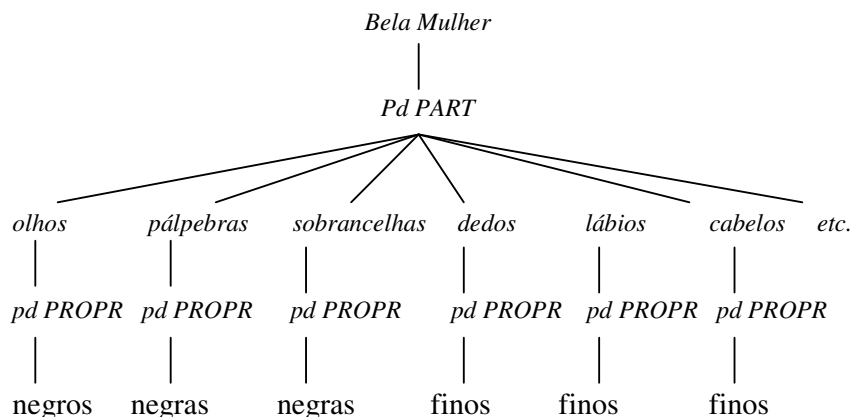 Bela Mulher
Pd PART
olhos pálpebras sobrancelhas dedos lábios cabelos etc.
pd PROPR pd PROPR pd PROPR pd PROPR pd PROPR pd PROPR
negros negras negras finos finos finos